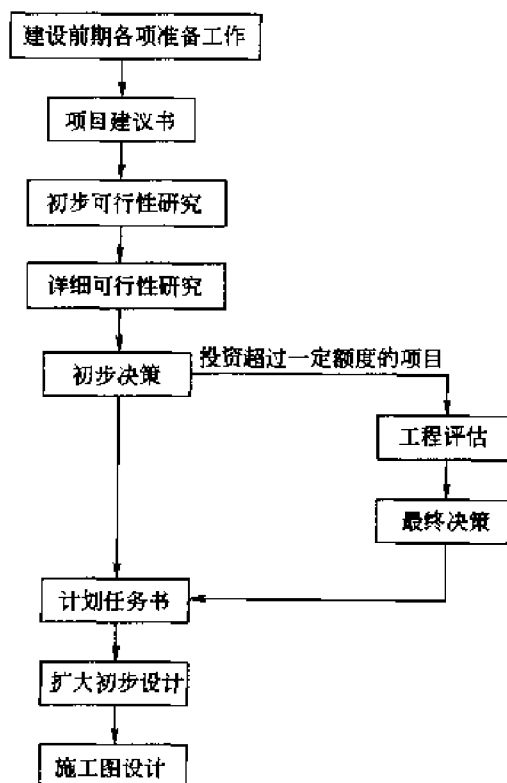 建设前期各项准备工作
项目建议书
初步可行性研究
详细可行性研究
初步决策
投资超过一定额度的项目
工程评估
最终决策
计划任务书
扩大初步设计
施工图设计